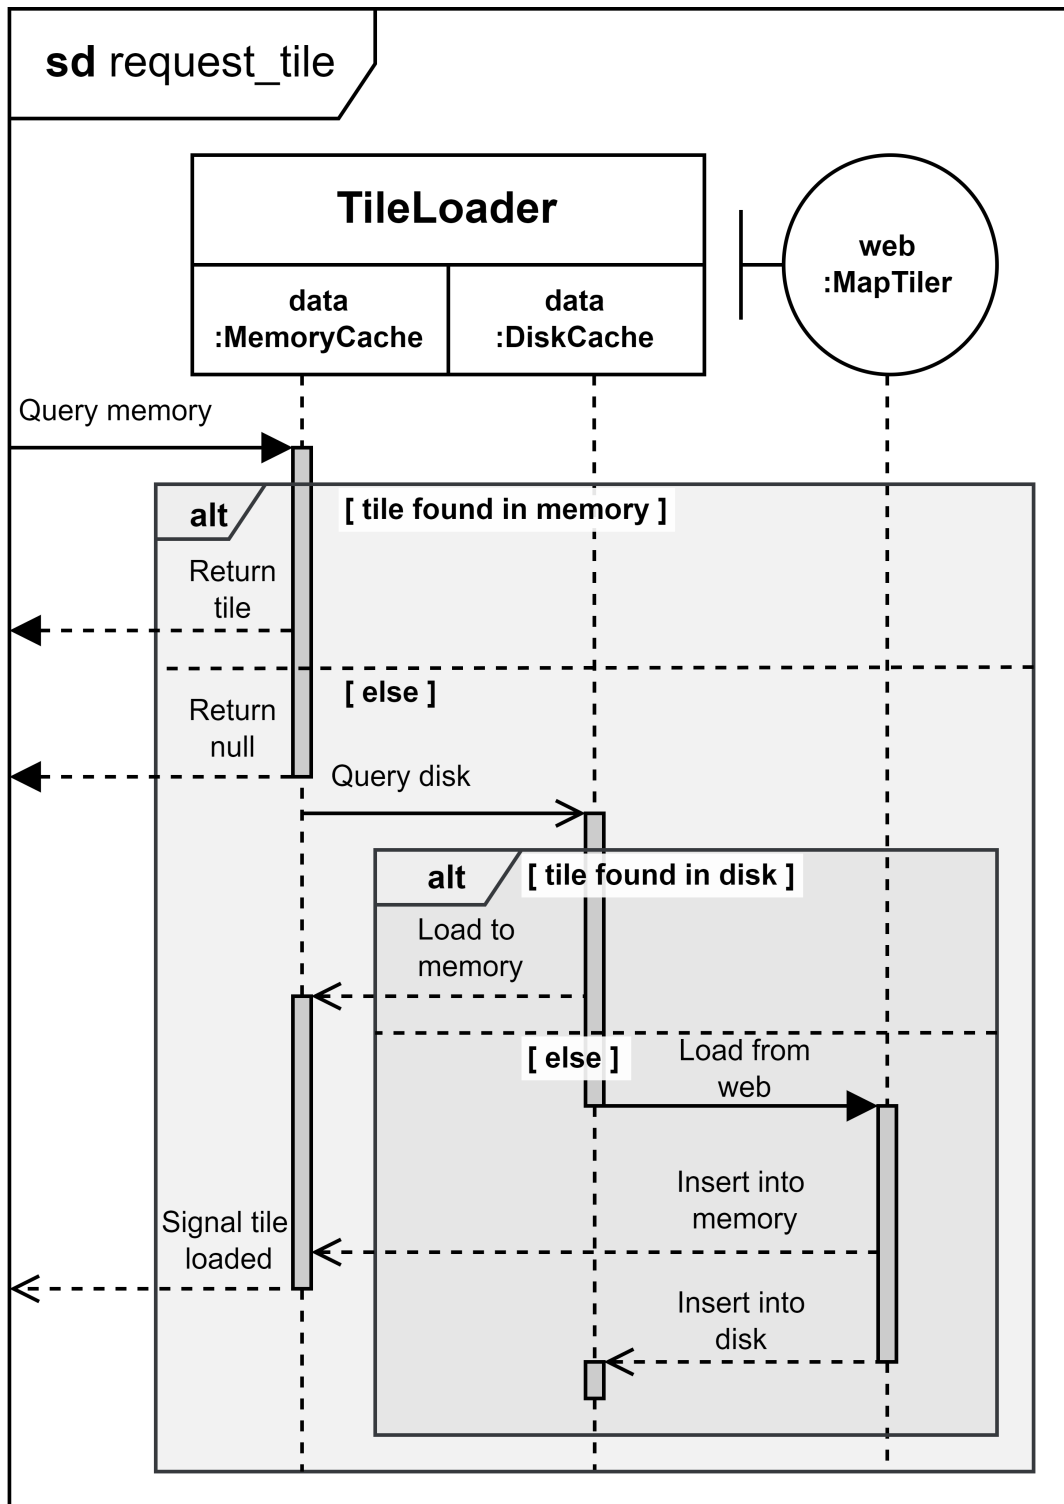 sd request_tile
TileLoader
data
:MemoryCache
data
:DiskCache
web
:MapTiler
Query memory
alt
[ tile found in memory ]
Return
tile
[ else ]
Return
null
Query disk
alt
[ tile found in disk ]
Load to
memory
[ else ]
Load from
web
Insert into
memory
Signal tile
loaded
Insert into
disk